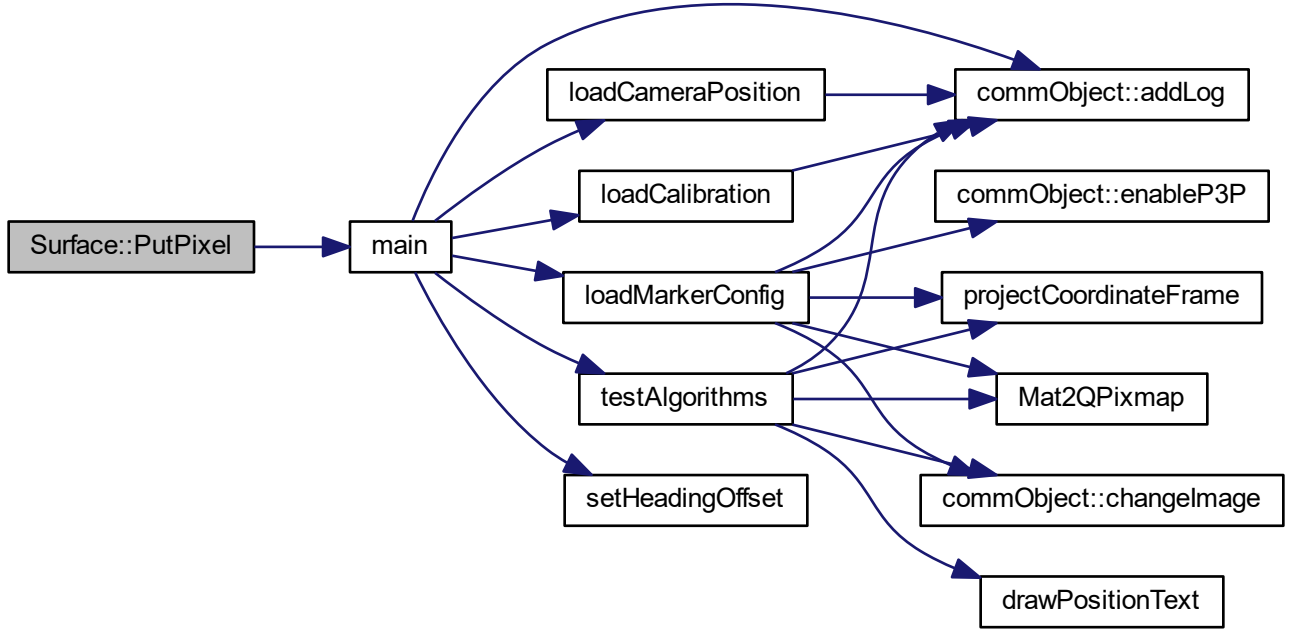 Surface::PutPixel
main
loadCameraPosition
loadCalibration
loadMarkerConfig
testAlgorithms
setHeadingOffset
commObject::addLog
commObject::enableP3P
projectCoordinateFrame
Mat2QPixmap
commObject::changeImage
drawPositionText